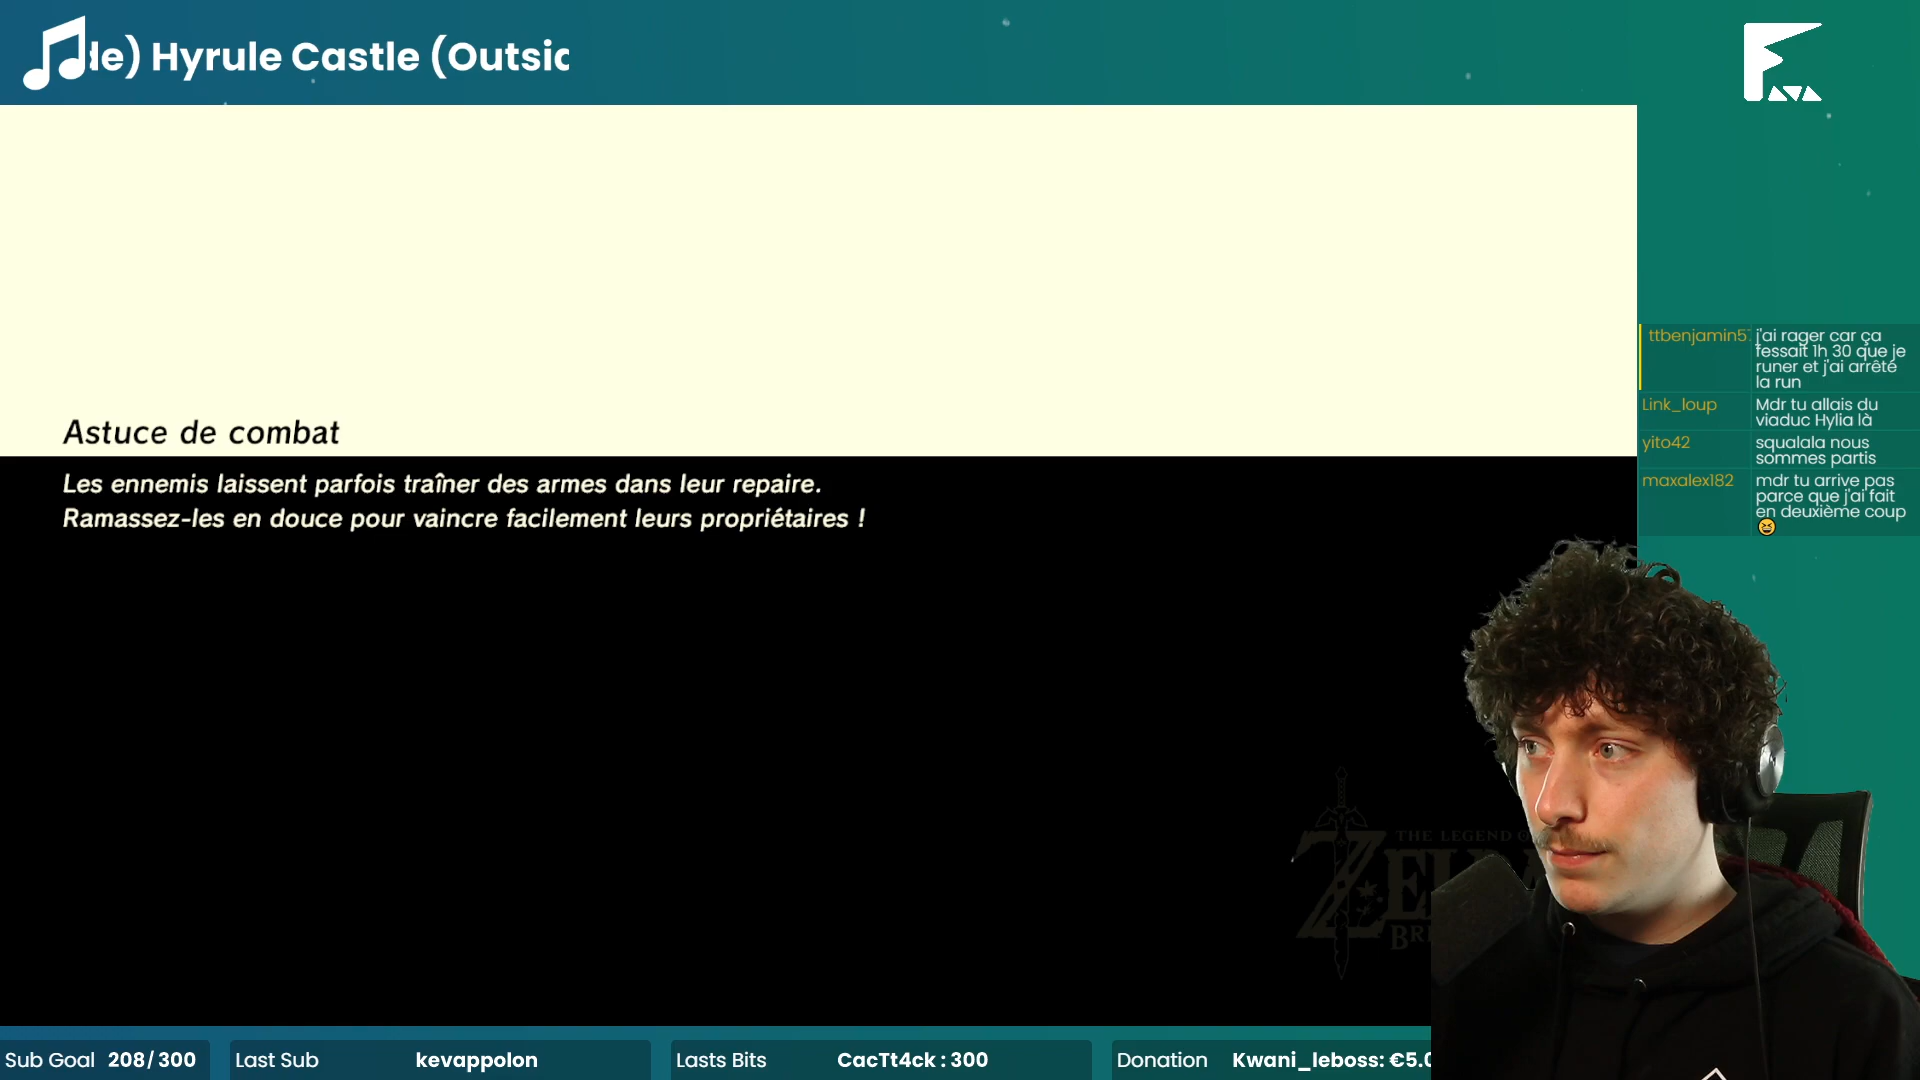 Hyrule Castle (Outsid
Astuce de combat
Les ennemis laissent parfois traîner des armes dans leur repaire.
Ramassez-les en douce pour vaincre facilement leurs propriétaires !
ttbenjamin5
j'ai rager car ça
fessait 1h 30 que je
runer et j'ai arrêté
la run
Link_loup
Mdr tu allais du
viaduc Hylia là
yito42
squalala nous
sommes partis
maxalex182
mdr tu arrive pas
parce que j'ai fait
en deuxième coup
THE LEGEND O
Sub Goal 208/300
Last Sub kevappolon
Lasts Bits CacTt4ck : 300
Donation Kwani_leboss: €5.0